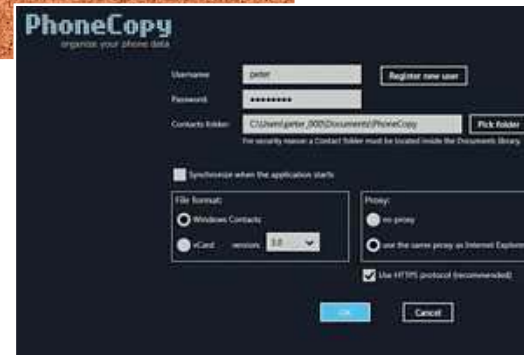 PhoneCopy
organize your phone data
Username peter Register new user
Password ••••••••
Contacts folder: C:\Users\peter_000\Documents\PhoneCopy Pick folder
For security reason a Contact folder must be located inside the Documents library.
Synchronize when the application starts
File format:
Windows Contacts
vCard version: 3.0
Proxy:
no proxy
use the same proxy as Internet Explorer
Use HTTPS protocol (recommended)
OK Cancel